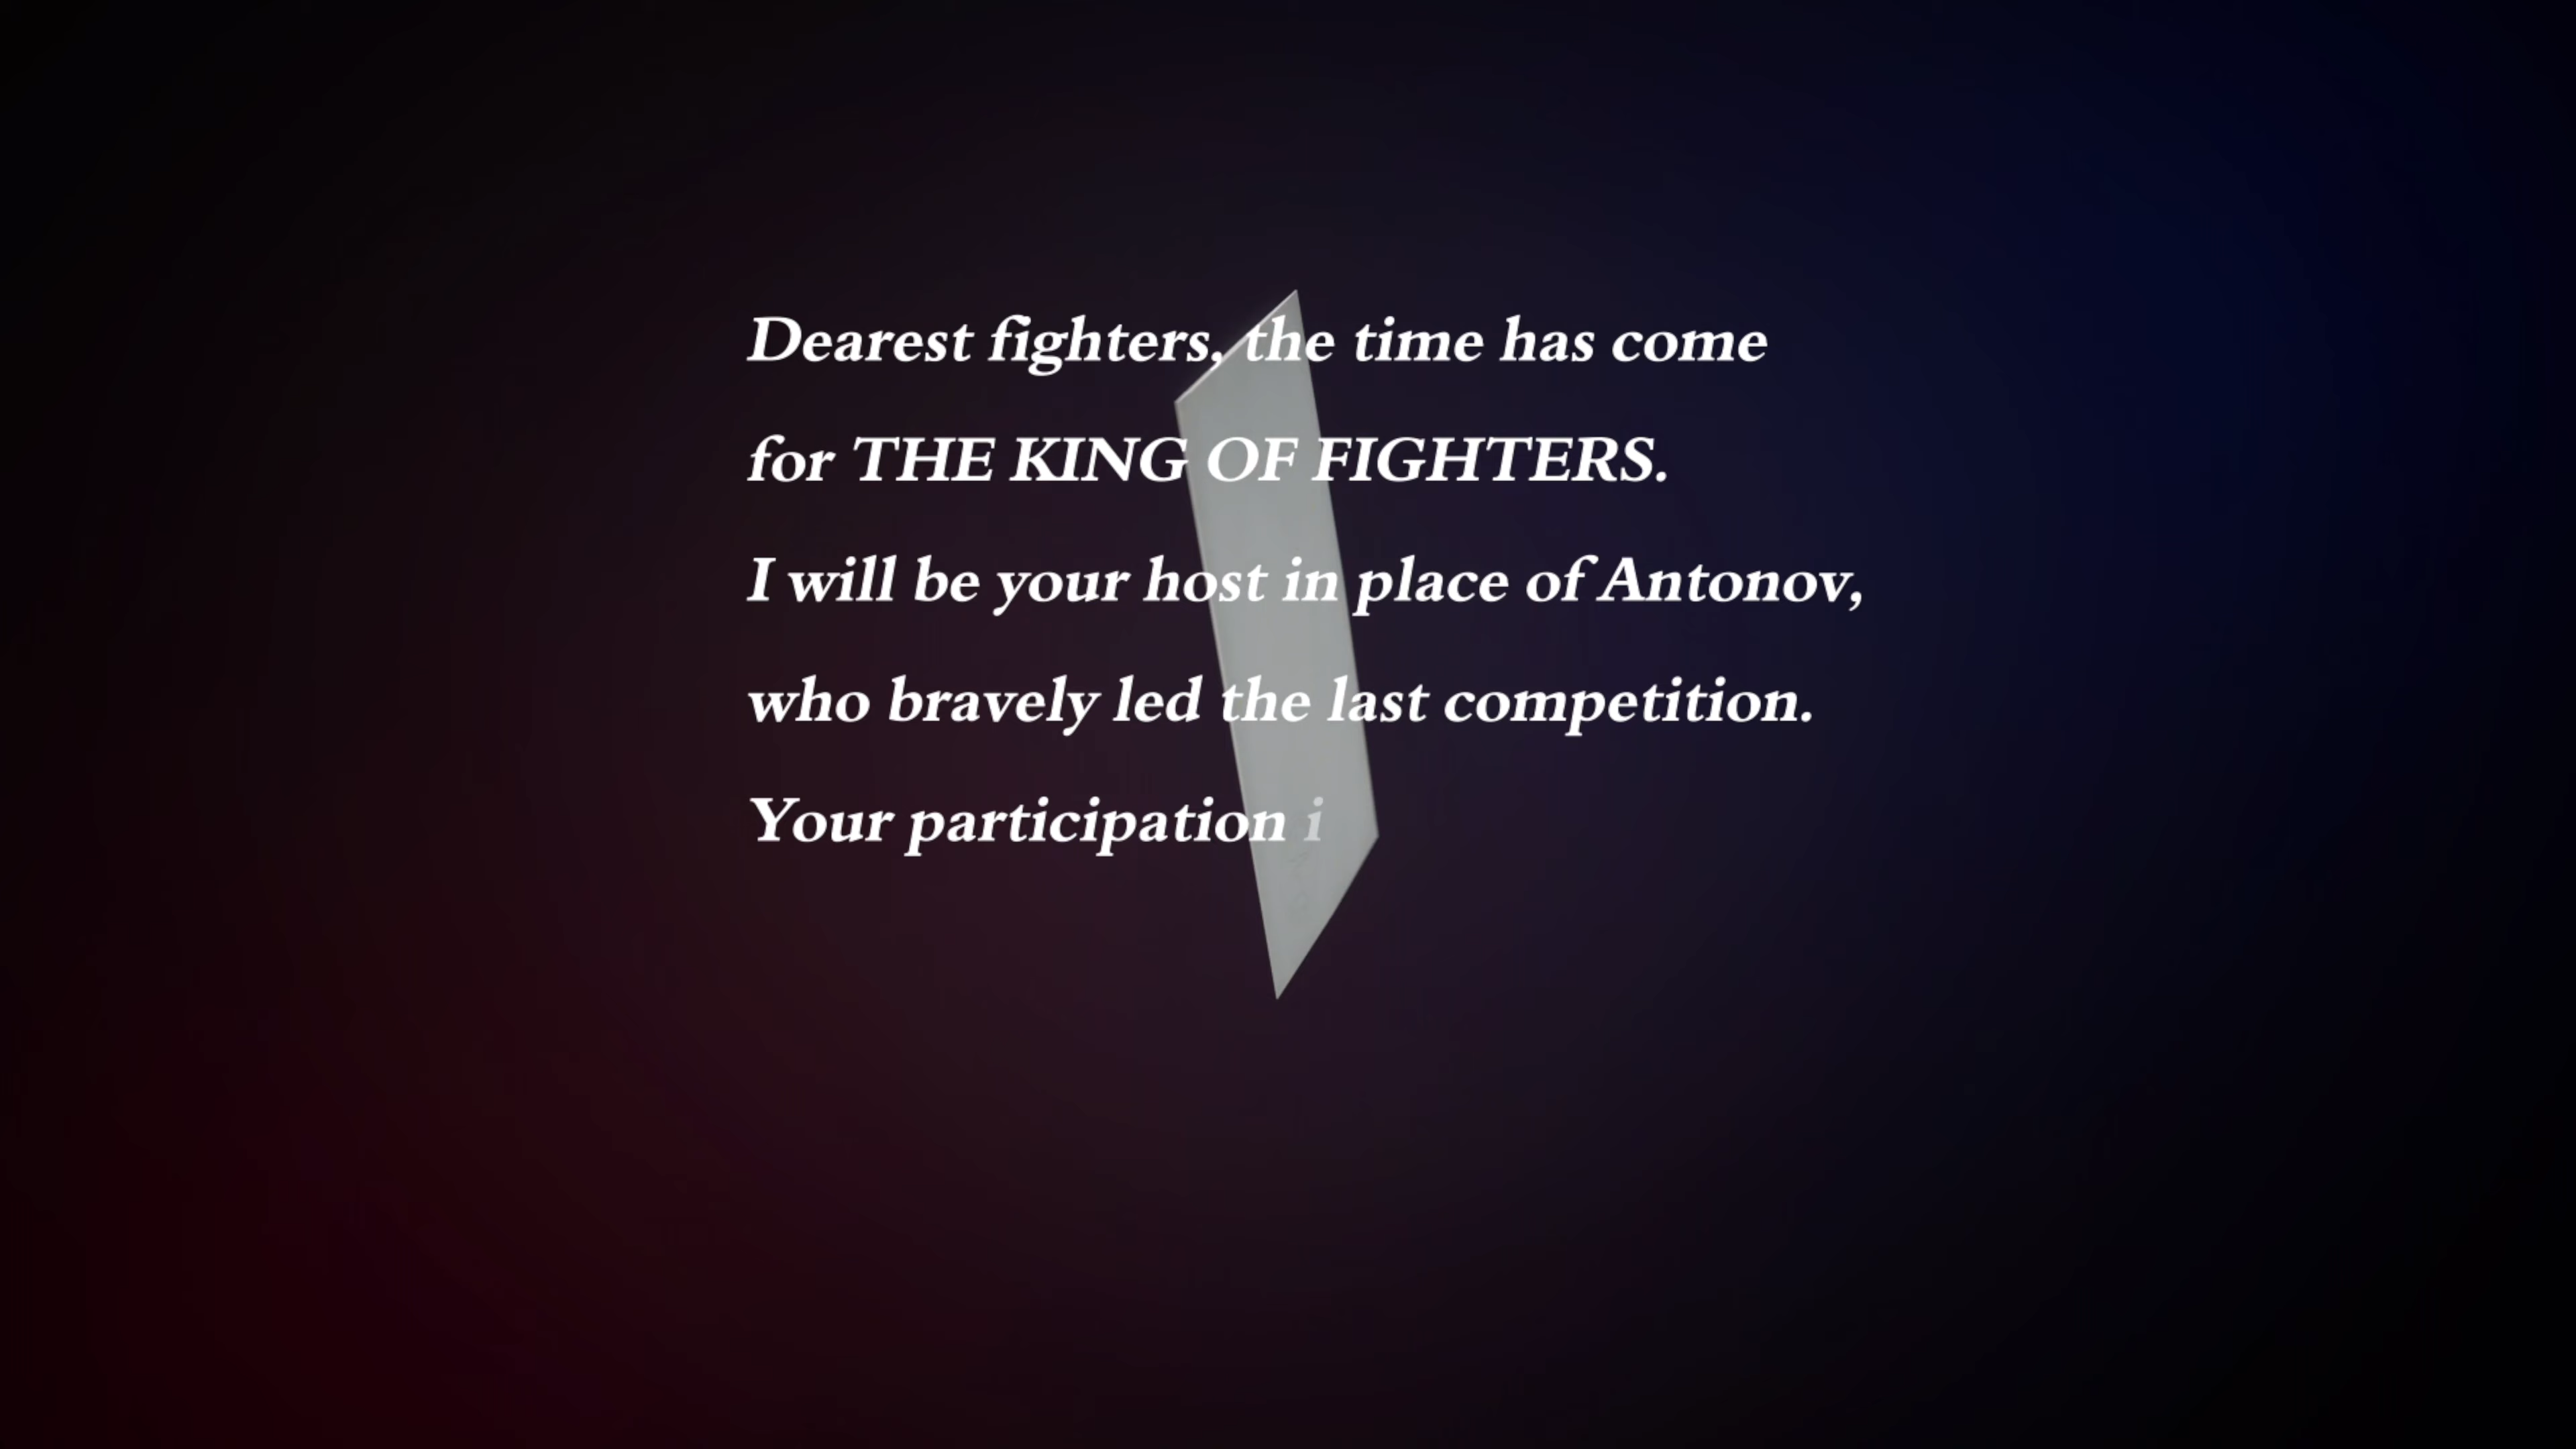 Dearest fighters, the time has come
for THE KING OF FIGHTERS.
I will be your host in place of Antonov,
who bravely led the last competition.
Your participation i